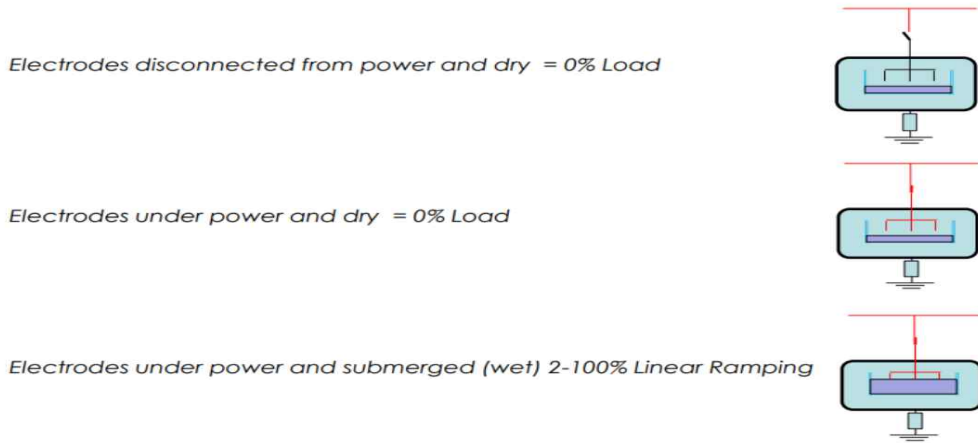 Electrodes disconnected from power and dry = 0% Load
Electrodes under power and dry = 0% Load
Electrodes under power and submerged (wet) 2-100% Linear Ramping